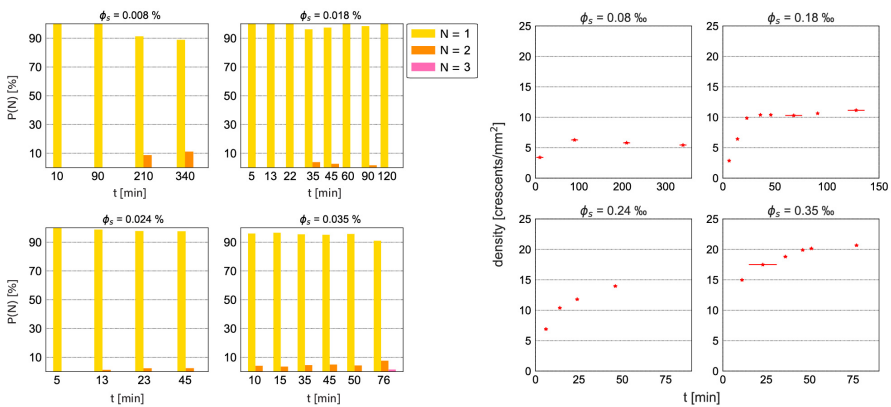 ϕₛ = 0.008 %
90
70
50
30
10
P(N) [%]
10 90 210 340
t [min]
ϕₛ = 0.018 %
90
70
50
30
10
5 13 22 35 45 60 90 120
t [min]
N = 1
N = 2
N = 3
ϕₛ = 0.024 %
90
70
50
30
10
P(N) [%]
5 13 23 45
t [min]
ϕₛ = 0.035 %
90
70
50
30
10
10 15 35 45 50 76
t [min]
density [crescents/mm²]
ϕₛ = 0.08 ‰
25
20
15
10
5
0
0 100 200 300
ϕₛ = 0.18 ‰
25
20
15
10
5
0
0 50 100 150
ϕₛ = 0.24 ‰
25
20
15
10
5
0
0 25 50 75
ϕₛ = 0.35 ‰
25
20
15
10
5
0
0 25 50 75
t [min]